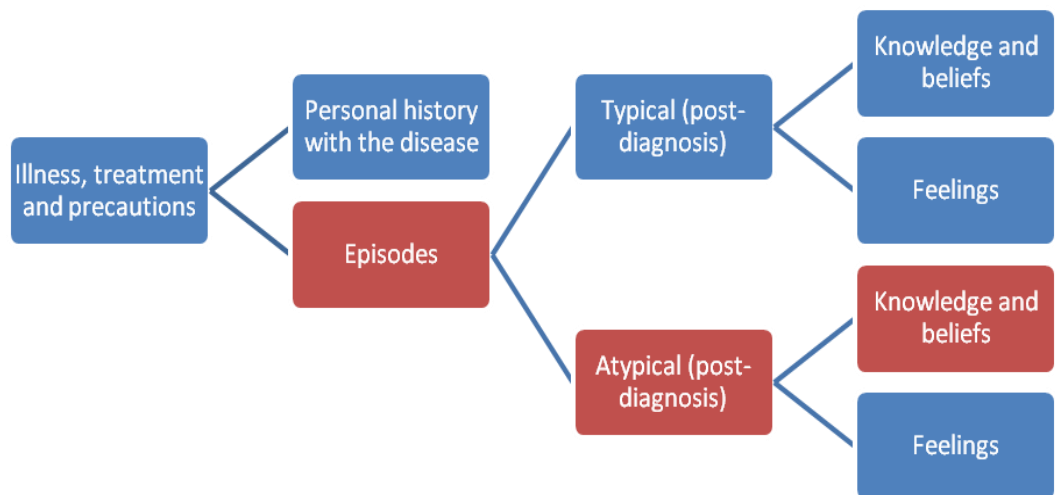 Illness, treatment
and precautions
Personal history
with the disease
Episodes
Typical (post-
diagnosis)
Knowledge and
beliefs
Feelings
Atypical (post-
diagnosis)
Knowledge and
beliefs
Feelings